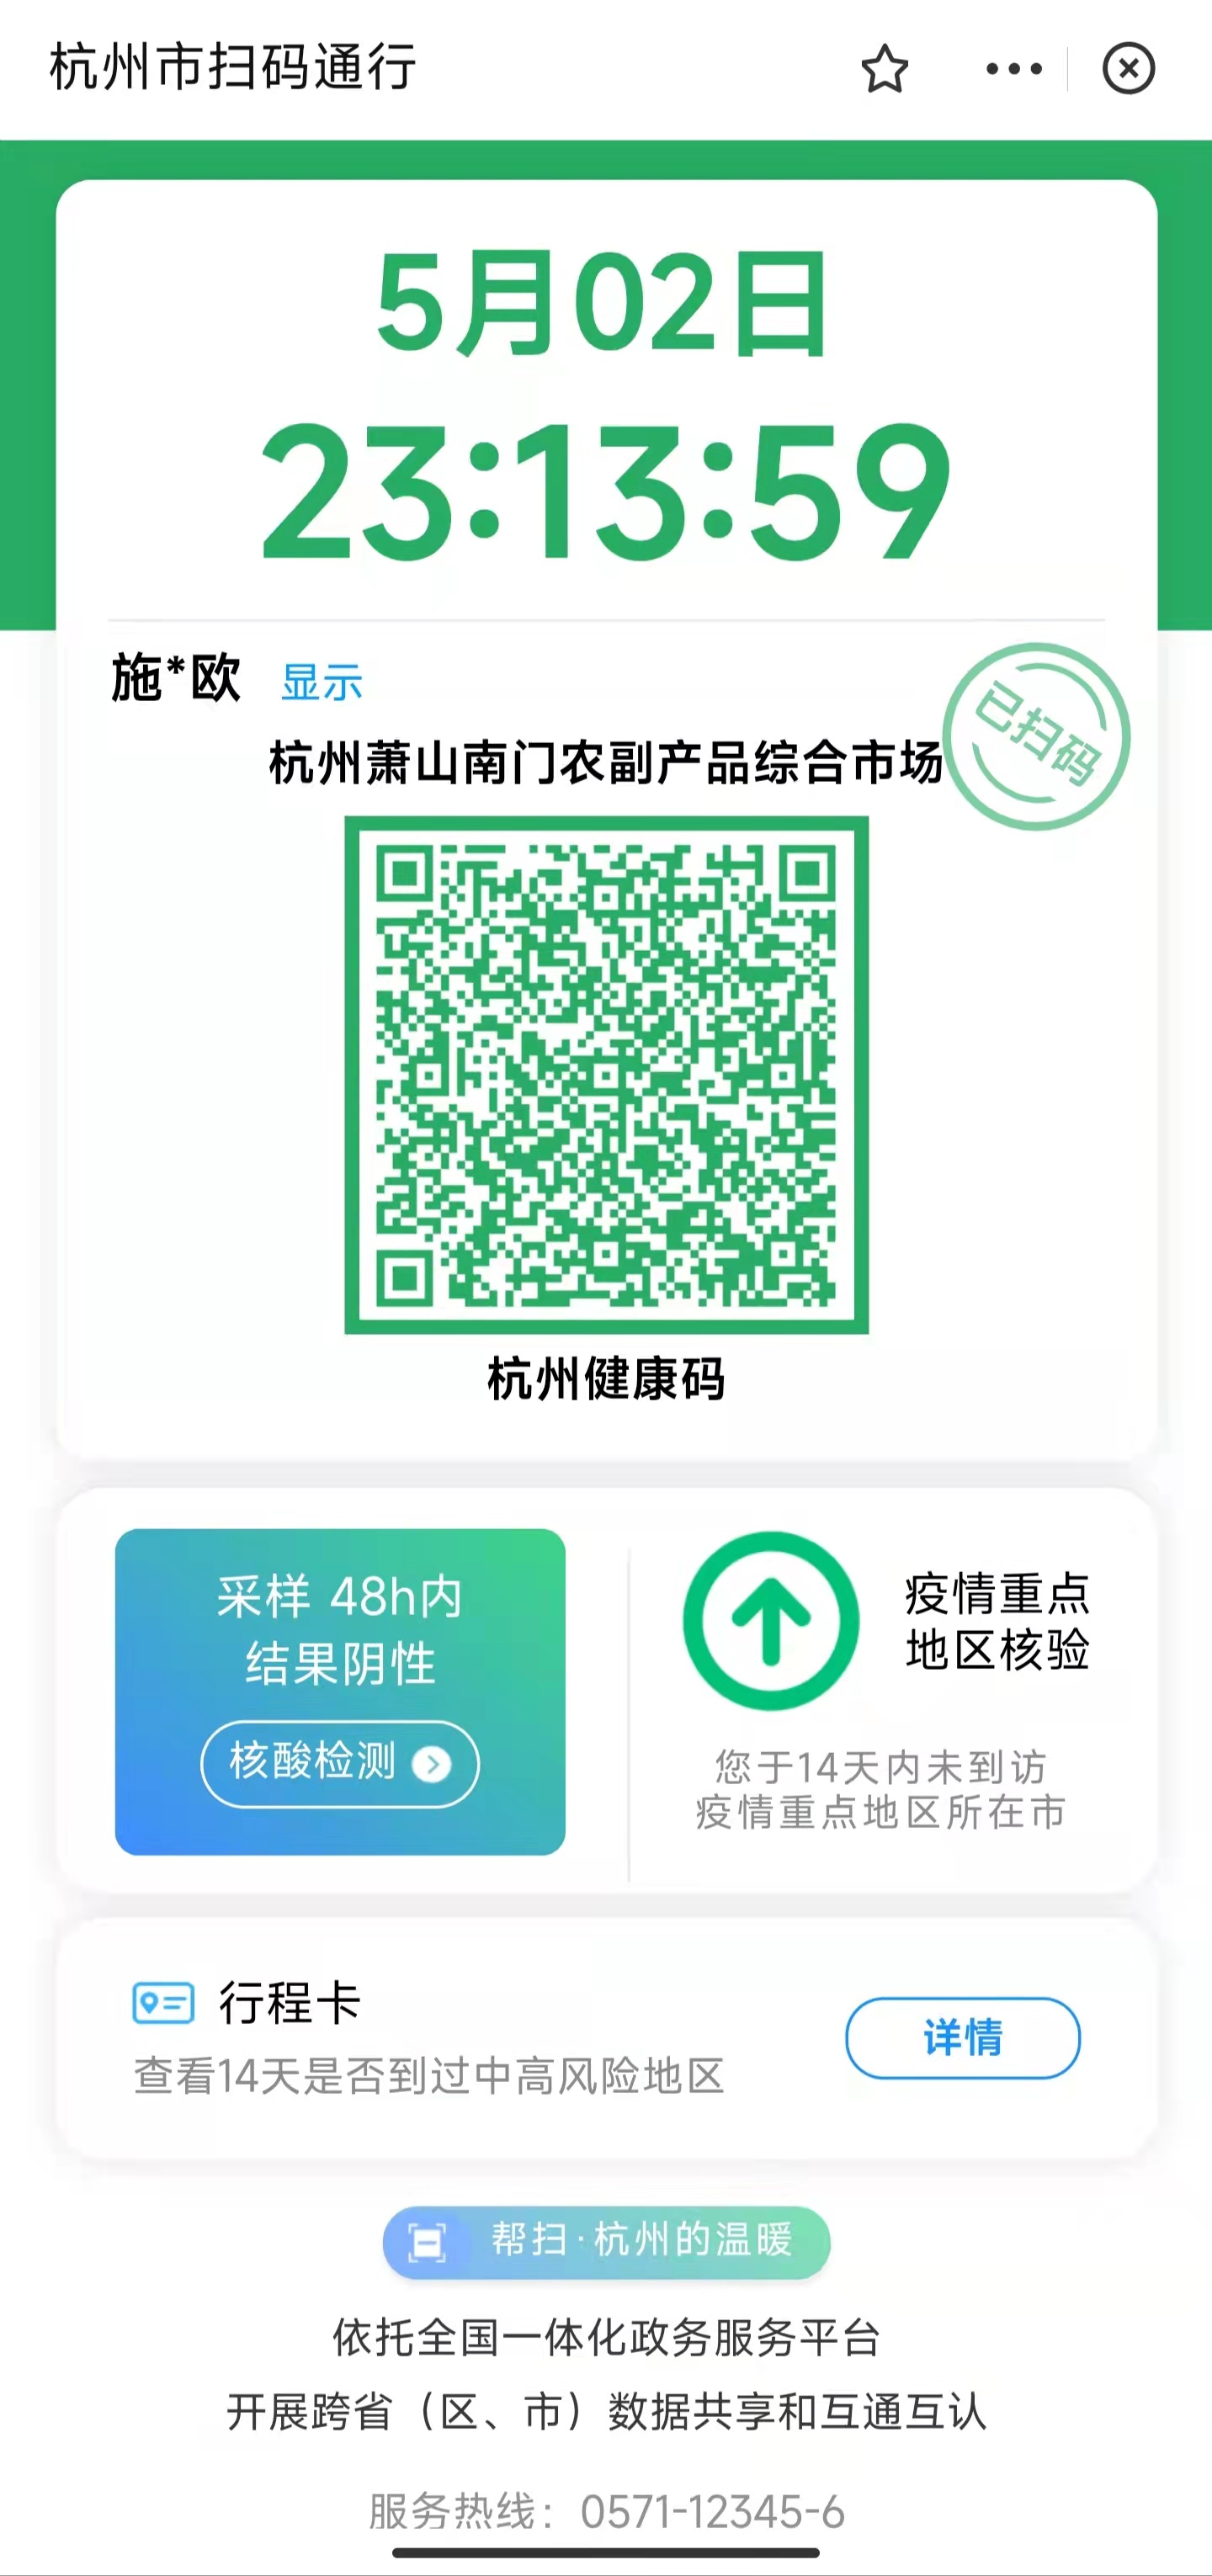 杭州市扫码通行
5月02日
23:13:59
施*欧 显示
已扫码
杭州萧山南门农副产品综合市场
杭州健康码
采样 48h内
结果阴性
核酸检测
疫情重点
地区核验
您于14天内未到访
疫情重点地区所在市
行程卡
查看14天是否到过中高风险地区
详情
帮扫·杭州的温暖
依托全国一体化政务服务平台
开展跨省（区、市）数据共享和互通互认
服务热线：0571-12345-6